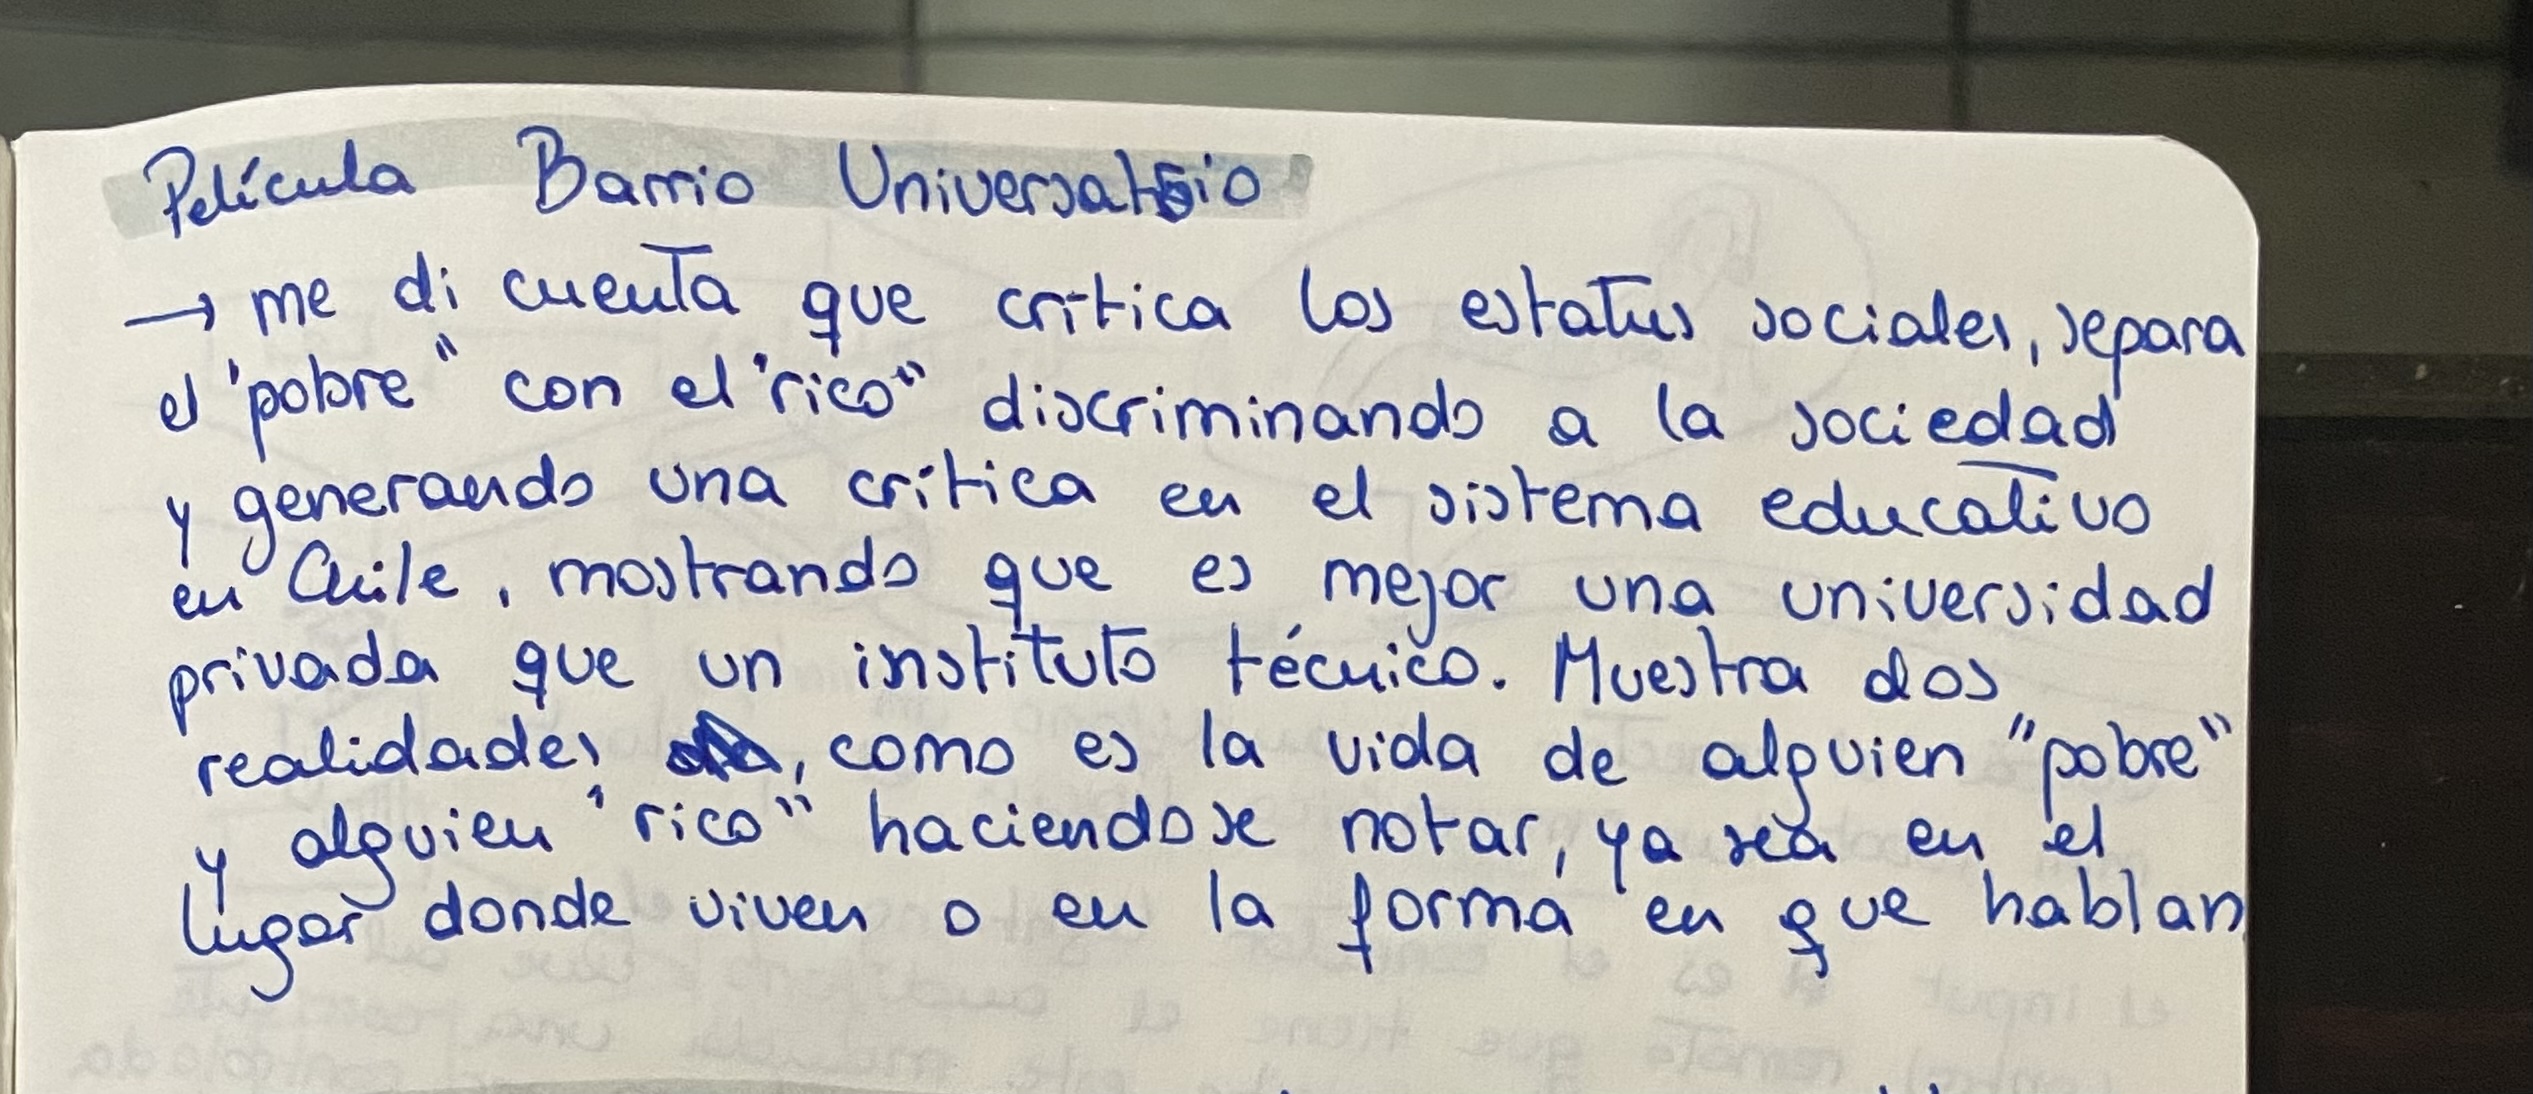 Película Barrio Universatsio
→ me di cuenta que crítica los estatus sociales, separa
el "pobre" con el "rico" discriminando a la sociedad
y generando una crítica en el sistema educativo
en Chile, mostrando que es mejor una universidad
privada que un instituto técnico. Muestra dos
realidades, como es la vida de alguien "pobre"
y alguien "rico" haciendose notar, ya sea en el
lugar donde viven o en la forma en que hablan